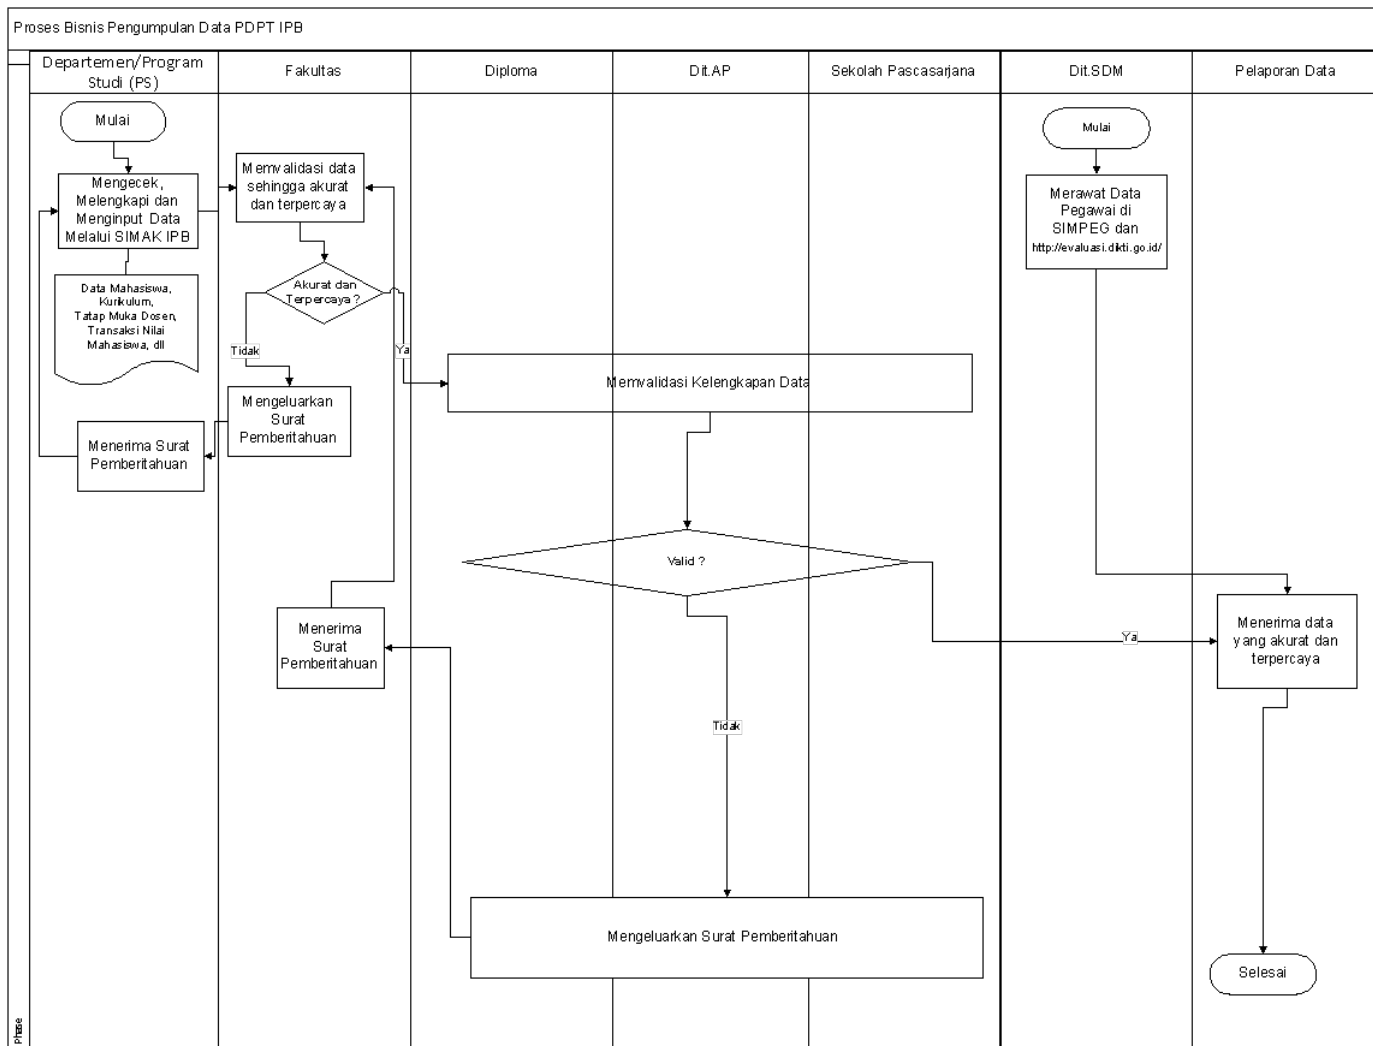 Proses Bisnis Pengumpulan Data PDPT IPB
Departemen/Program
Studi (PS)
Fakultas
Diploma
Dit.AP
Sekolah Pascasarjana
Dit.SDM
Pelaporan Data
Mulai
Mengecek,
Melengkapi dan
Menginput Data
Melalui SIMAK IPB
Data Mahasiswa,
Kurikulum,
Tatap Muka Dosen,
Transaksi Nilai
Mahasiswa, dll
Menerima Surat
Pemberitahuan
Memvalidasi data
sehingga akurat
dan terpercaya
Akurat dan
Terpercaya ?
Tidak
Ya
Mengeluarkan
Surat
Pemberitahuan
Menerima
Surat
Pemberitahuan
Memvalidasi Kelengkapan Data
Valid ?
Ya
Tidak
Mengeluarkan Surat Pemberitahuan
Mulai
Merawat Data
Pegawai di
SIMPEG dan
http://evaluasi.dikti.go.id/
Menerima data
yang akurat dan
terpercaya
Selesai
Phase